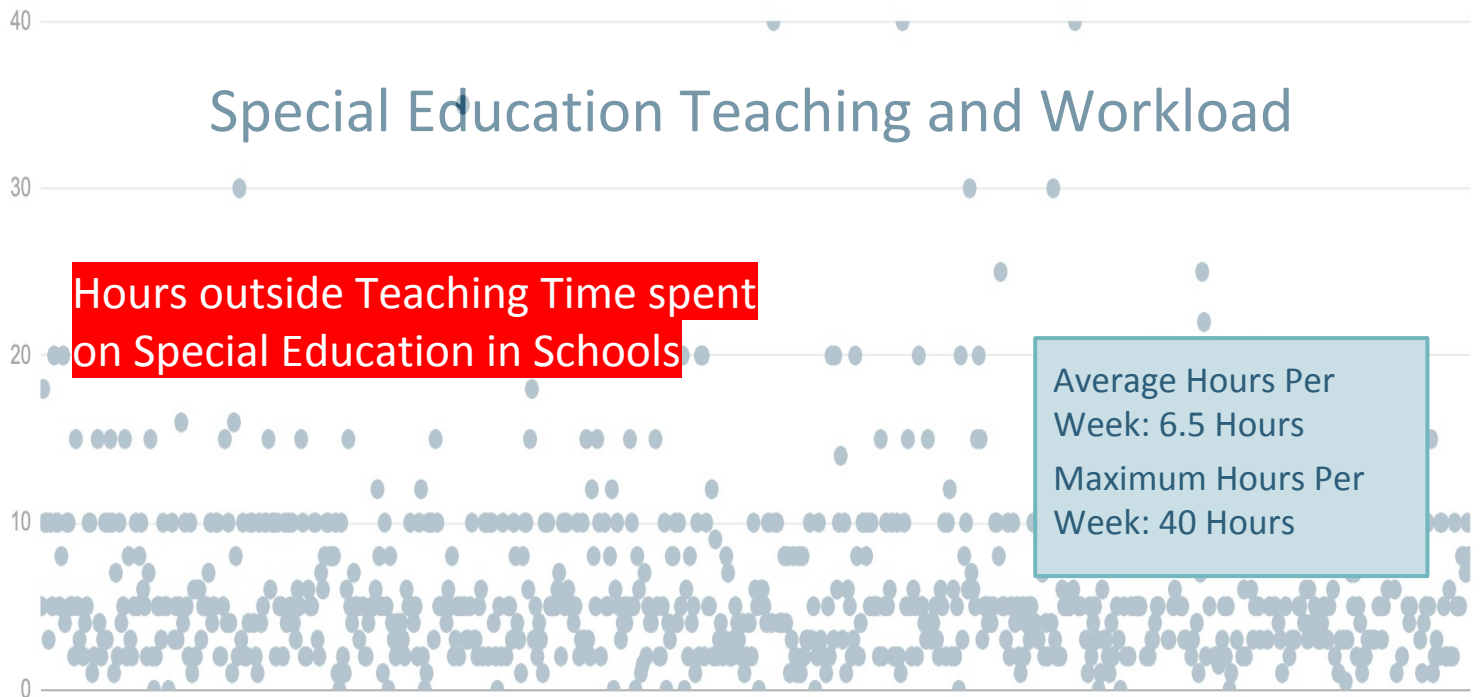 40
Special Education Teaching and Workload
30
Hours outside Teaching Time spent
on Special Education in Schools
20
Average Hours Per
Week: 6.5 Hours
Maximum Hours Per
Week: 40 Hours
10
0